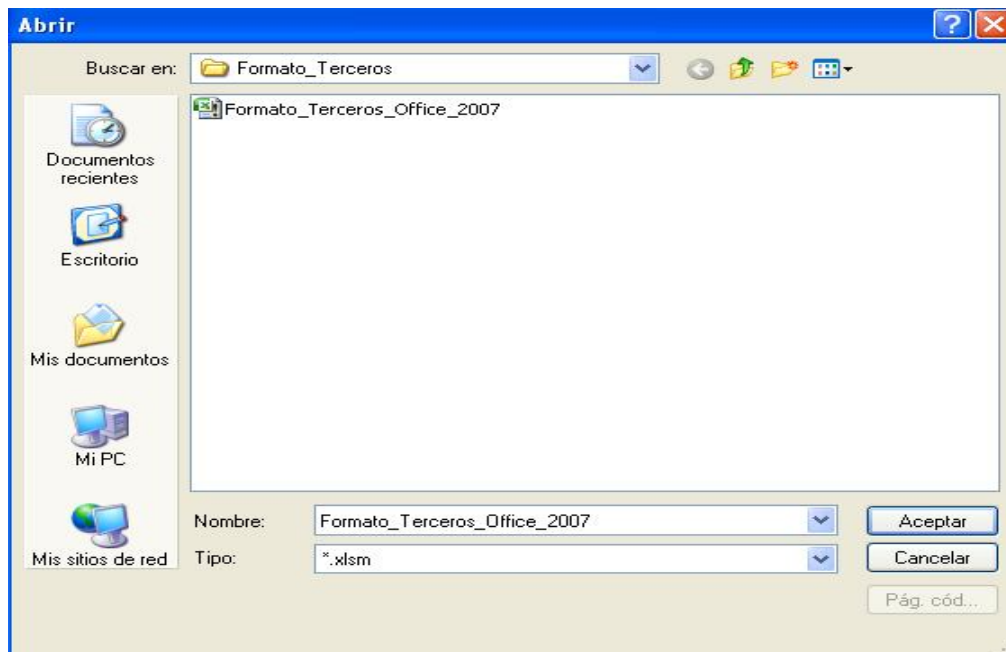 Abrir
Buscar en: Formato_Terceros
Formato_Terceros_Office_2007
Documentos
recientes
Escritorio
Mis documentos
Mi PC
Mis sitios de red
Nombre: Formato_Terceros_Office_2007 Aceptar
Tipo: *.xlsm Cancelar
Pág. cód...